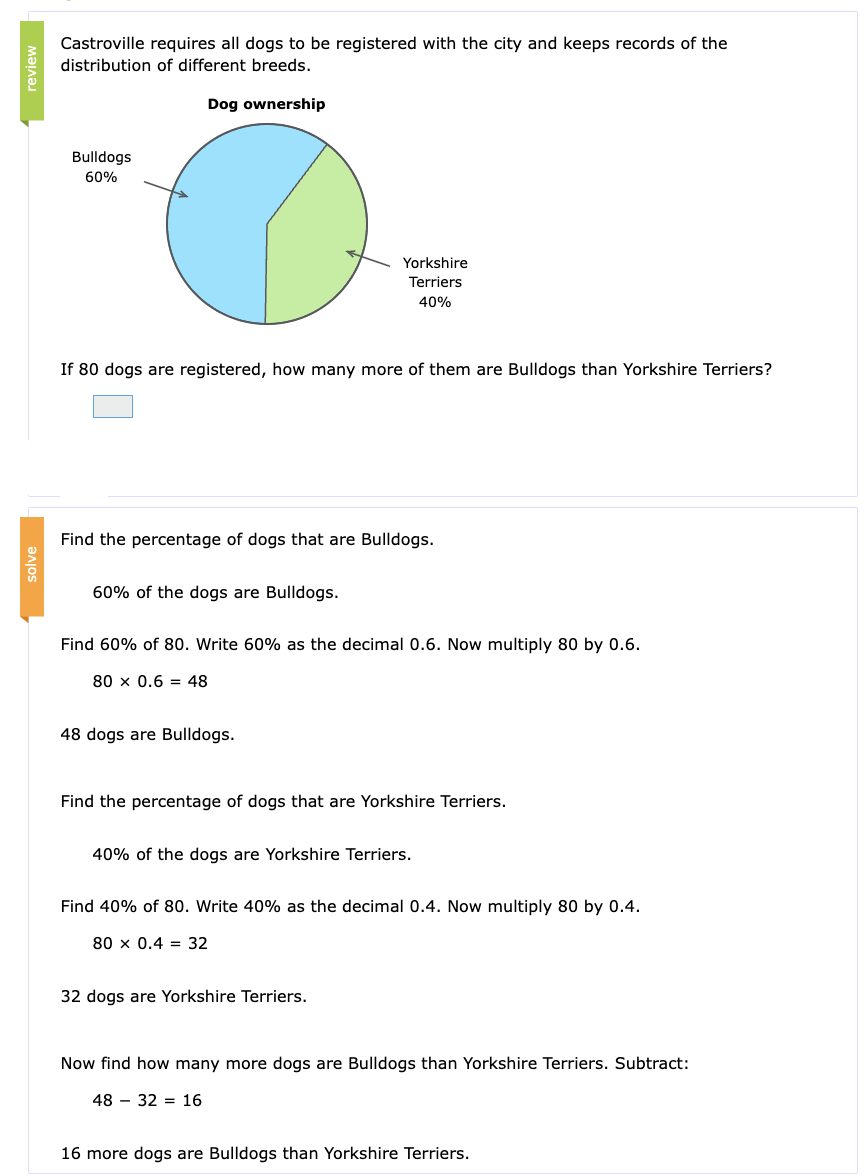 review
Castroville requires all dogs to be registered with the city and keeps records of the
distribution of different breeds.
Dog ownership
Bulldogs
60%
Yorkshire
Terriers
40%
If 80 dogs are registered, how many more of them are Bulldogs than Yorkshire Terriers?
solve
Find the percentage of dogs that are Bulldogs.
60% of the dogs are Bulldogs.
Find 60% of 80. Write 60% as the decimal 0.6. Now multiply 80 by 0.6.
80 × 0.6 = 48
48 dogs are Bulldogs.
Find the percentage of dogs that are Yorkshire Terriers.
40% of the dogs are Yorkshire Terriers.
Find 40% of 80. Write 40% as the decimal 0.4. Now multiply 80 by 0.4.
80 × 0.4 = 32
32 dogs are Yorkshire Terriers.
Now find how many more dogs are Bulldogs than Yorkshire Terriers. Subtract:
48 − 32 = 16
16 more dogs are Bulldogs than Yorkshire Terriers.